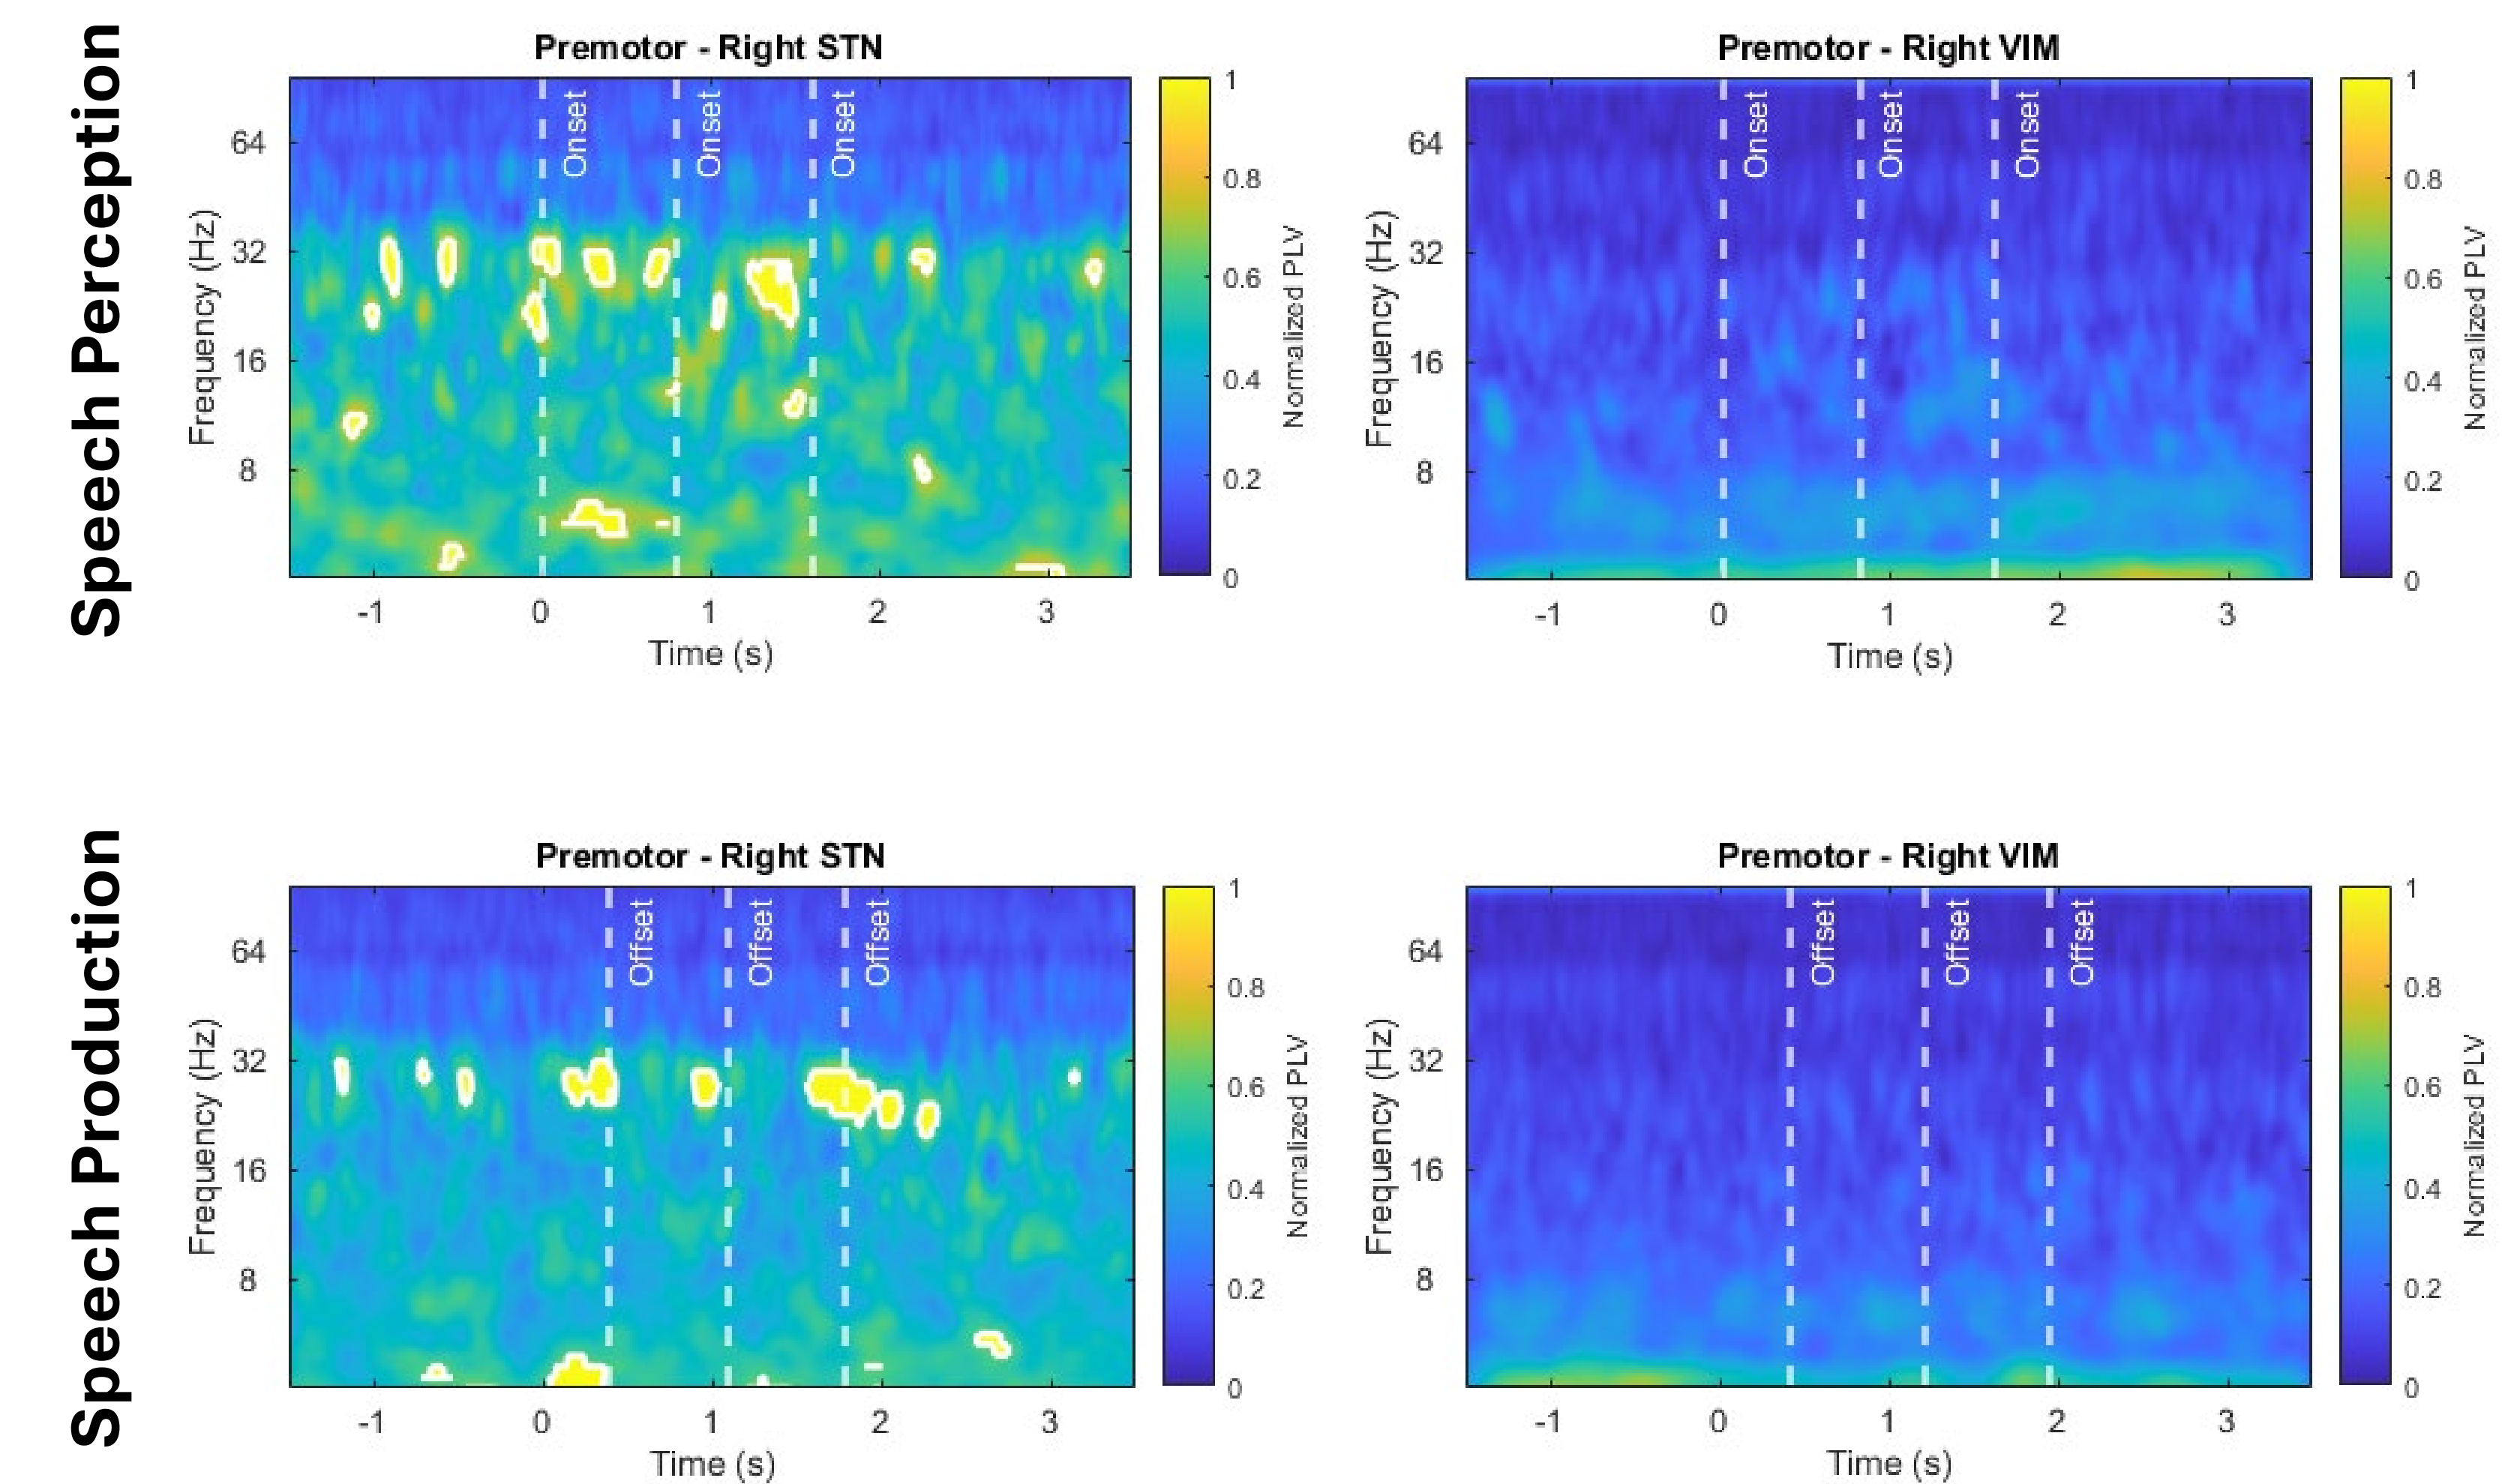 Speech Perception
Premotor - Right STN
Frequency (Hz)
64
32
16
8
Onset
Onset
Onset
-1
0
1
2
3
Time (s)
1
0.8
0.6
0.4
0.2
0
Normalized PLV
Premotor - Right VIM
Frequency (Hz)
64
32
16
8
Onset
Onset
Onset
-1
0
1
2
3
Time (s)
1
0.8
0.6
0.4
0.2
0
Normalized PLV
Speech Production
Premotor - Right STN
Frequency (Hz)
64
32
16
8
Offset
Offset
Offset
-1
0
1
2
3
Time (s)
1
0.8
0.6
0.4
0.2
0
Normalized PLV
Premotor - Right VIM
Frequency (Hz)
64
32
16
8
Offset
Offset
Offset
-1
0
1
2
3
Time (s)
1
0.8
0.6
0.4
0.2
0
Normalized PLV